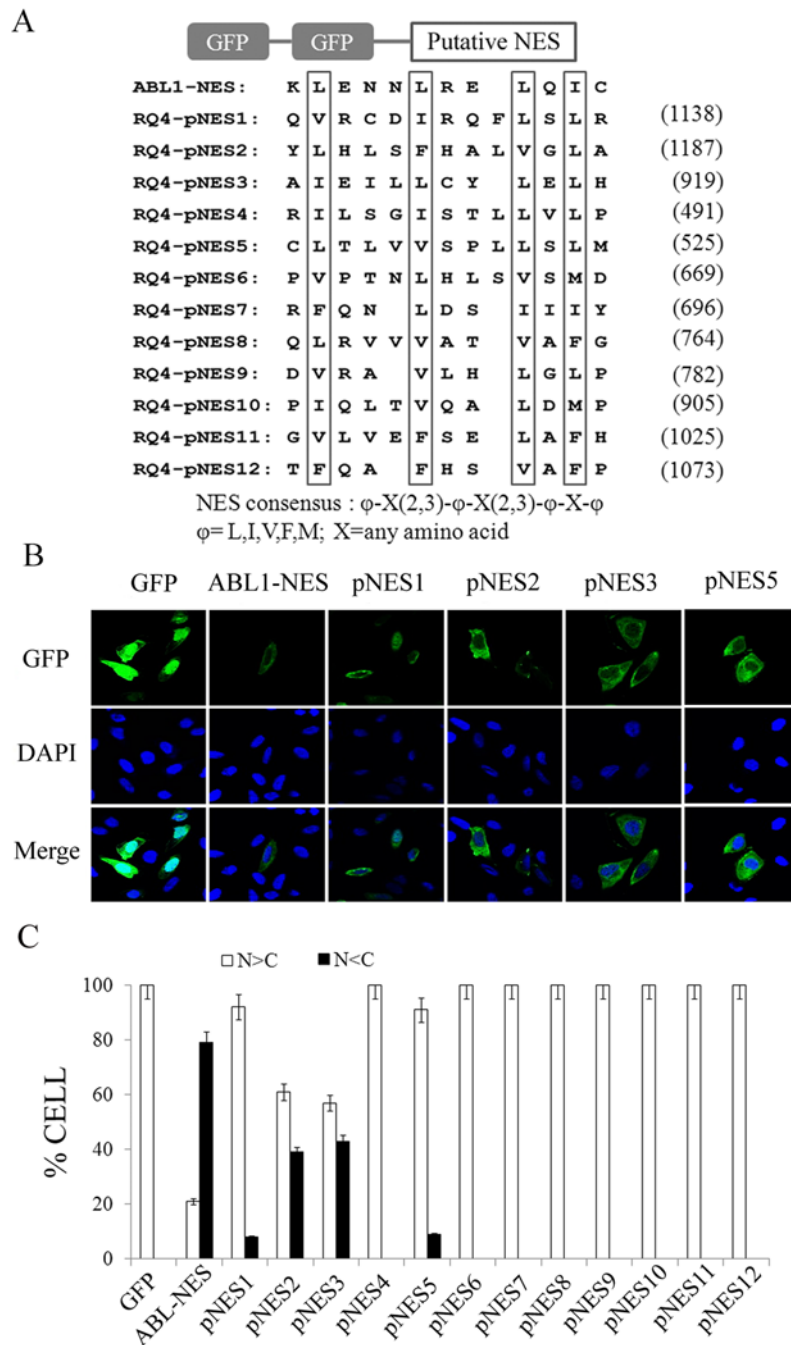 A
GFP GFP Putative NES
ABL1-NES: K L E N N L R E L Q I C
RQ4-pNES1: Q V R C D I R Q F L S L R (1138)
RQ4-pNES2: Y L H L S F H A L V G L A (1187)
RQ4-pNES3: A I E I L L C Y L E L H (919)
RQ4-pNES4: R I L S G I S T L L V L P (491)
RQ4-pNES5: C L T L V V S P L L S L M (525)
RQ4-pNES6: P V P T N L H L S V S M D (669)
RQ4-pNES7: R F Q N L D S I I I Y (696)
RQ4-pNES8: Q L R V V V A T V A F G (764)
RQ4-pNES9: D V R A V L H L G L P (782)
RQ4-pNES10: P I Q L T V Q A L D M P (905)
RQ4-pNES11: G V L V E F S E L A F H (1025)
RQ4-pNES12: T F Q A F H S V A F P (1073)
NES consensus : φ-X(2,3)-φ-X(2,3)-φ-X-φ
φ= L,I,V,F,M; X=any amino acid
B
GFP ABL1-NES pNES1 pNES2 pNES3 pNES5
GFP
DAPI
Merge
C
N>C N<C
% CELL
100
80
60
40
20
0
GFP ABL-NES pNES1 pNES2 pNES3 pNES4 pNES5 pNES6 pNES7 pNES8 pNES9 pNES10 pNES11 pNES12